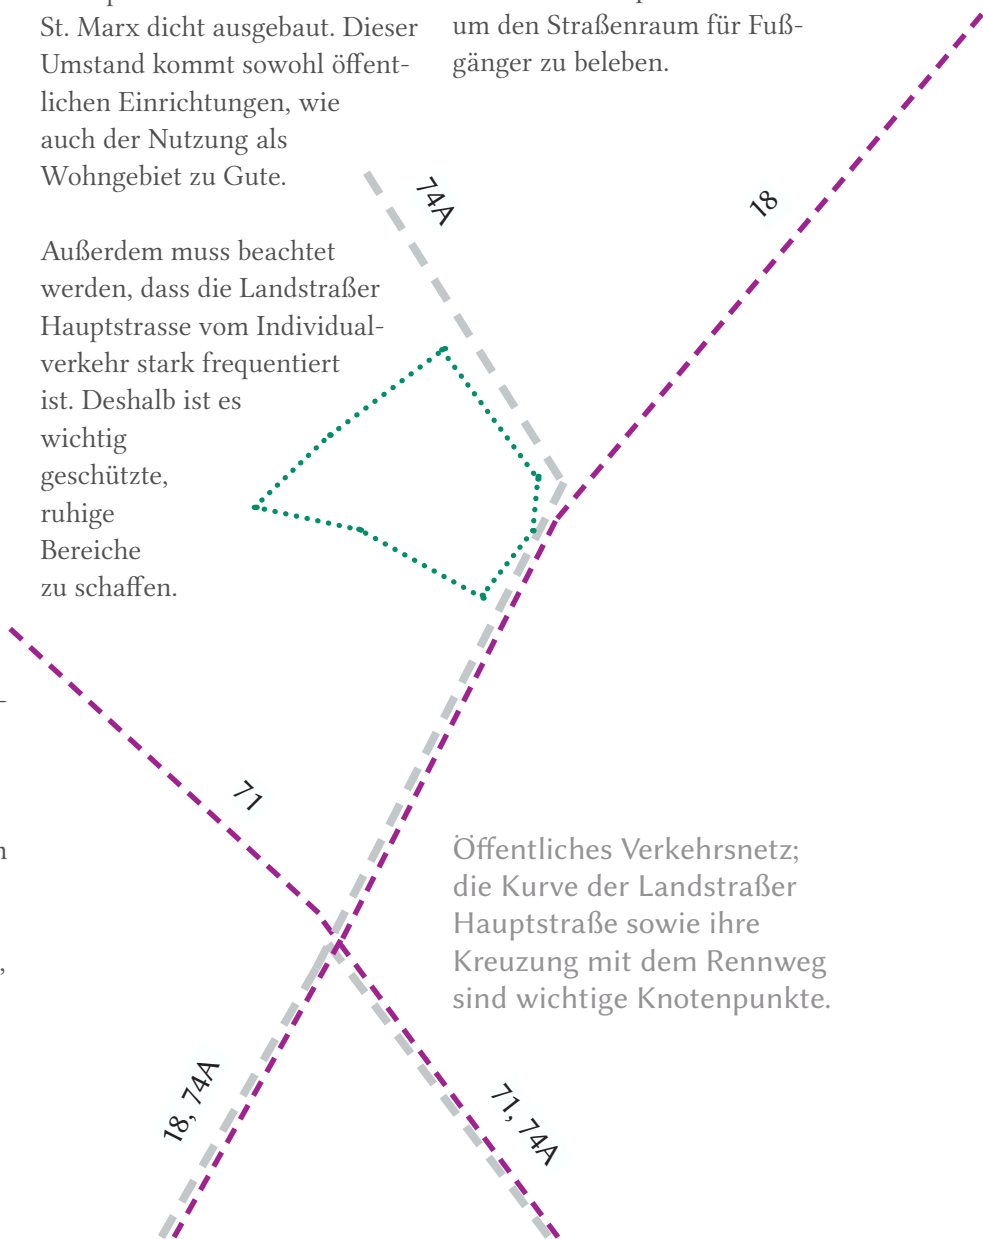 St. Marx dicht ausgebaut. Dieser
Umstand kommt sowohl öffent-
lichen Einrichtungen, wie
auch der Nutzung als
Wohngebiet zu Gute.
Außerdem muss beachtet
werden, dass die Landstraßer
Hauptstrasse vom Individual-
verkehr stark frequentiert
ist. Deshalb ist es
wichtig
geschützte,
ruhige
Bereiche
zu schaffen.
um den Straßenraum für Fuß-
gänger zu beleben.
74A
18
71
Öffentliches Verkehrsnetz;
die Kurve der Landstraßer
Hauptstraße sowie ihre
Kreuzung mit dem Rennweg
sind wichtige Knotenpunkte.
18, 74A
71, 74A